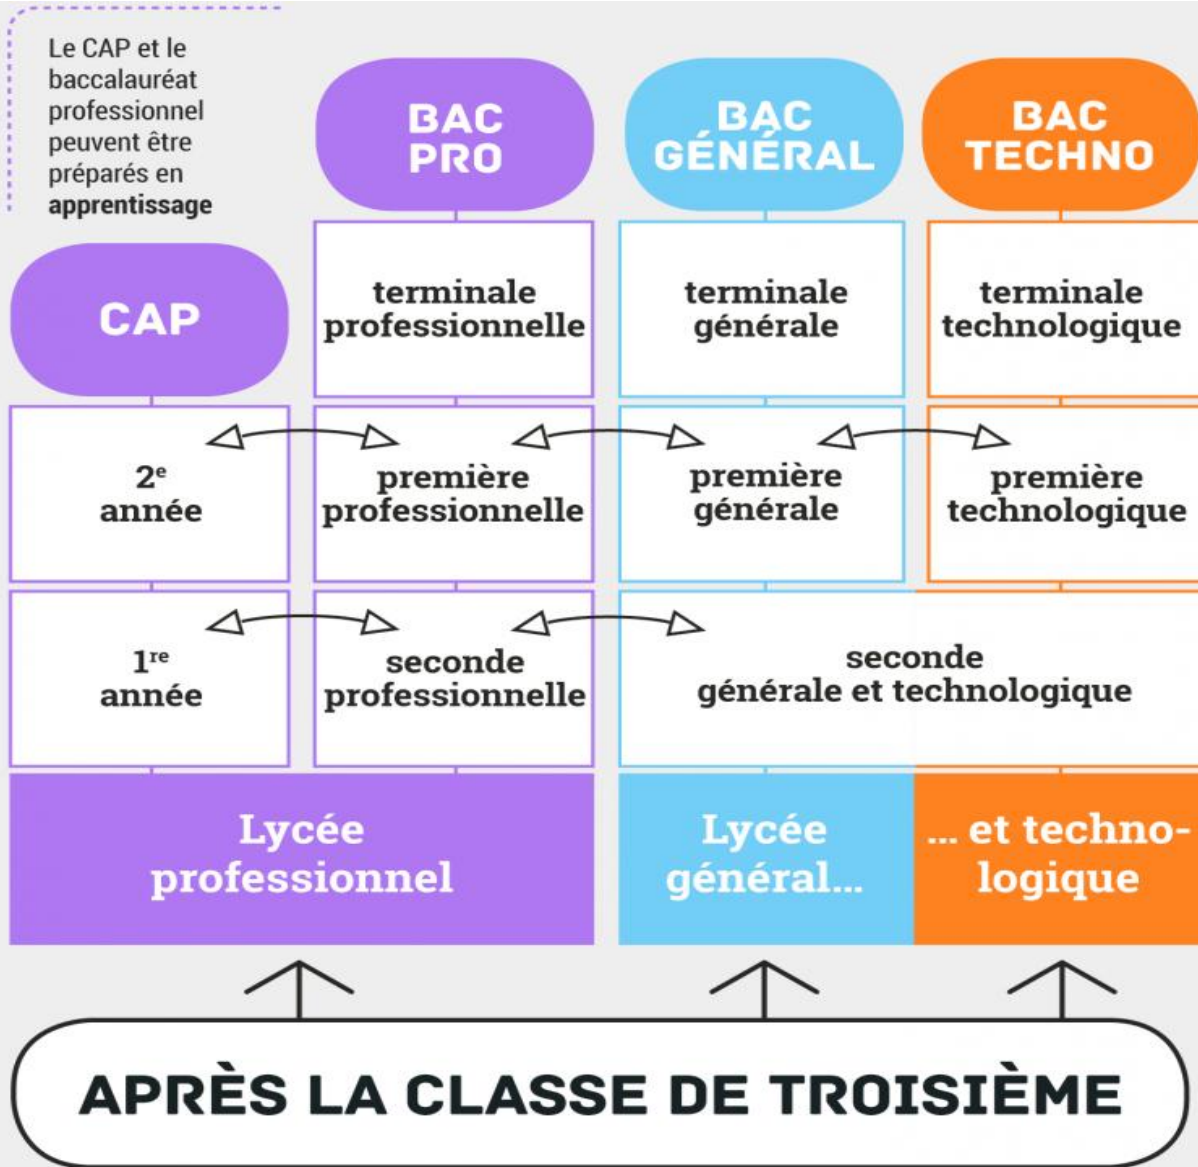 Le CAP et le
baccalauréat
professionnel
peuvent être
préparés en
apprentissage
BAC
PRO
BAC
GÉNÉRAL
BAC
TECHNO
CAP
terminale
professionnelle
terminale
générale
terminale
technologique
2e
année
première
professionnelle
première
générale
première
technologique
1re
année
seconde
professionnelle
seconde
générale et technologique
Lycée
professionnel
Lycée
général...
... et techno-
logique
APRÈS LA CLASSE DE TROISIÈME